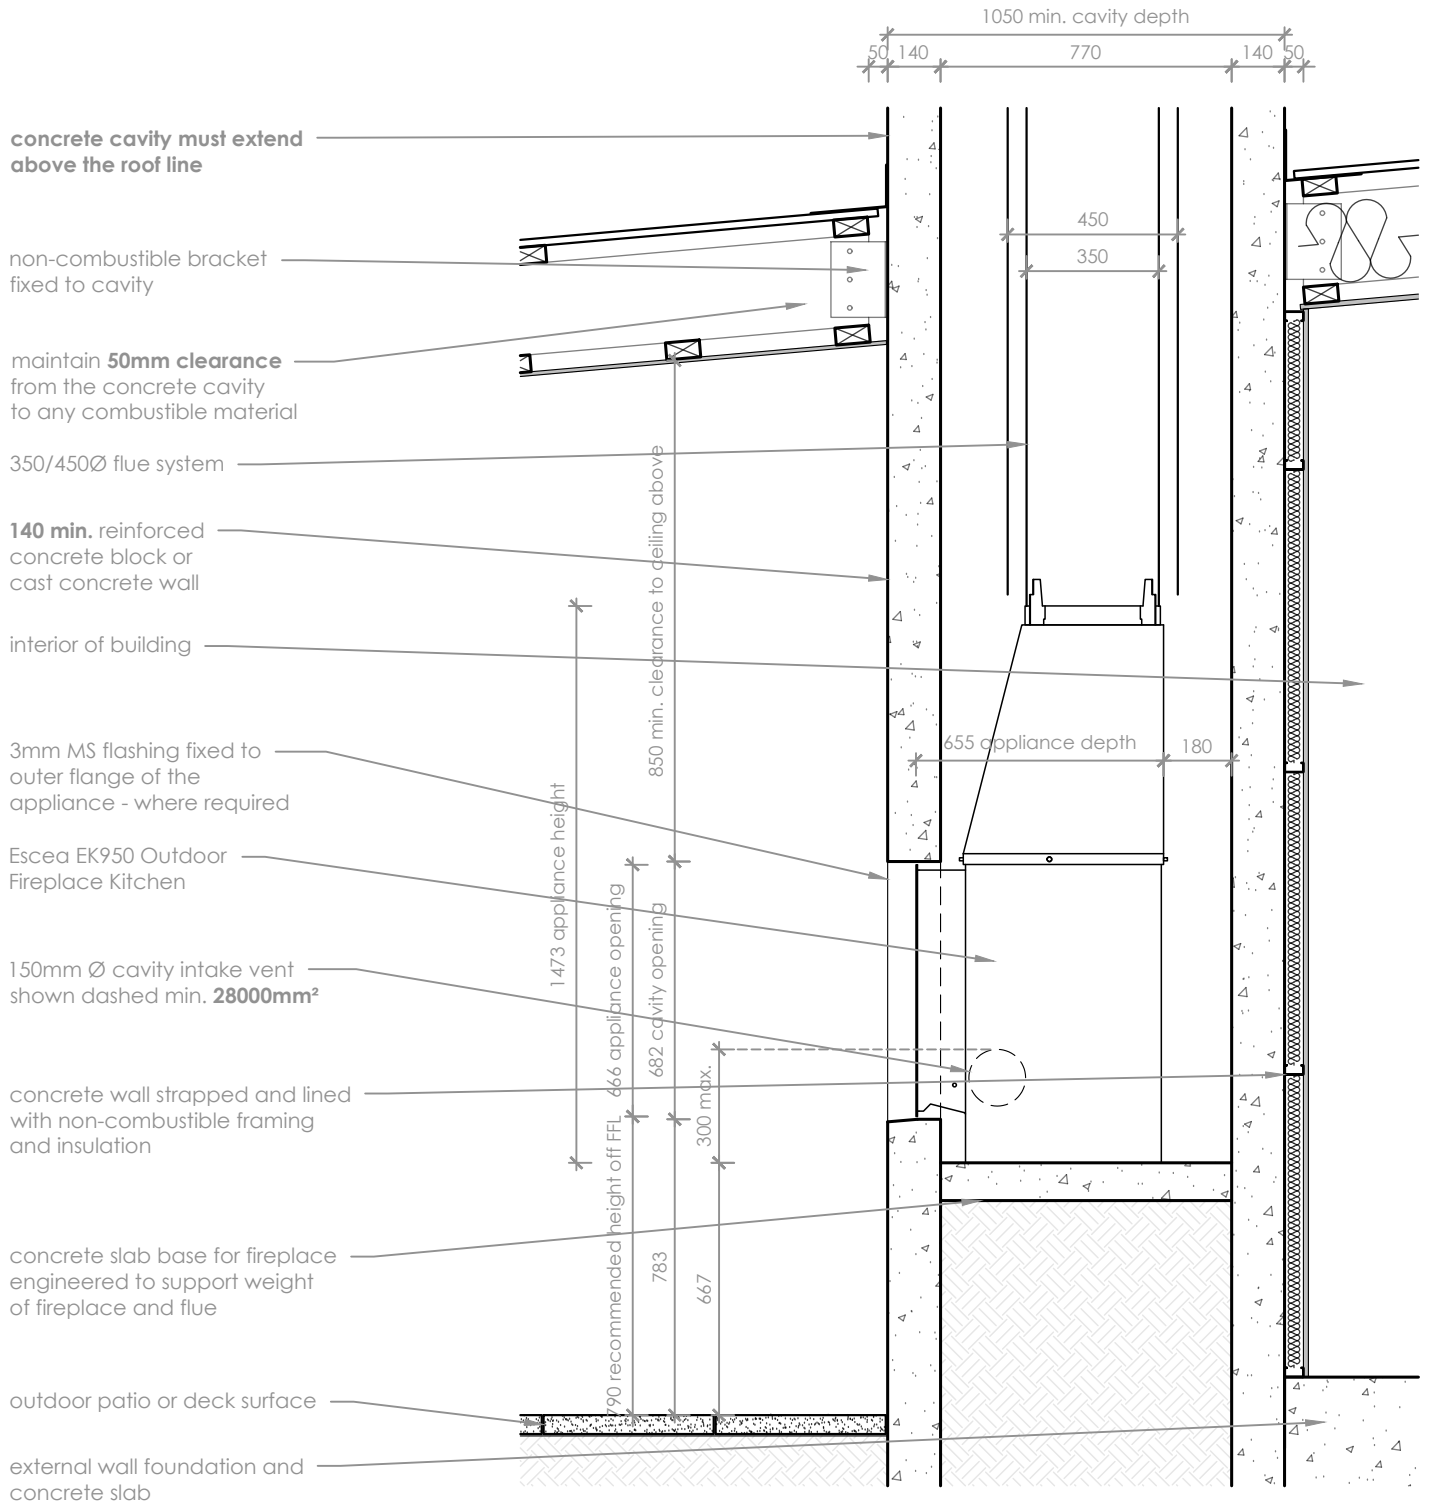 1050 min. cavity depth
50 140 770 140 50
concrete cavity must extend
above the roof line
non-combustible bracket
fixed to cavity
maintain 50mm clearance
from the concrete cavity
to any combustible material
350/450Ø flue system
140 min. reinforced
concrete block or
cast concrete wall
interior of building
3mm MS flashing fixed to
outer flange of the
appliance - where required
Escea EK950 Outdoor
Fireplace Kitchen
150mm Ø cavity intake vent
shown dashed min. 28000mm²
concrete wall strapped and lined
with non-combustible framing
and insulation
concrete slab base for fireplace
engineered to support weight
of fireplace and flue
outdoor patio or deck surface
external wall foundation and
concrete slab
1473 appliance height
790 recommended height off FFL
666 appliance opening
850 min. clearance to ceiling above
682 cavity opening
783
300 max.
667
450
350
655 appliance depth
180